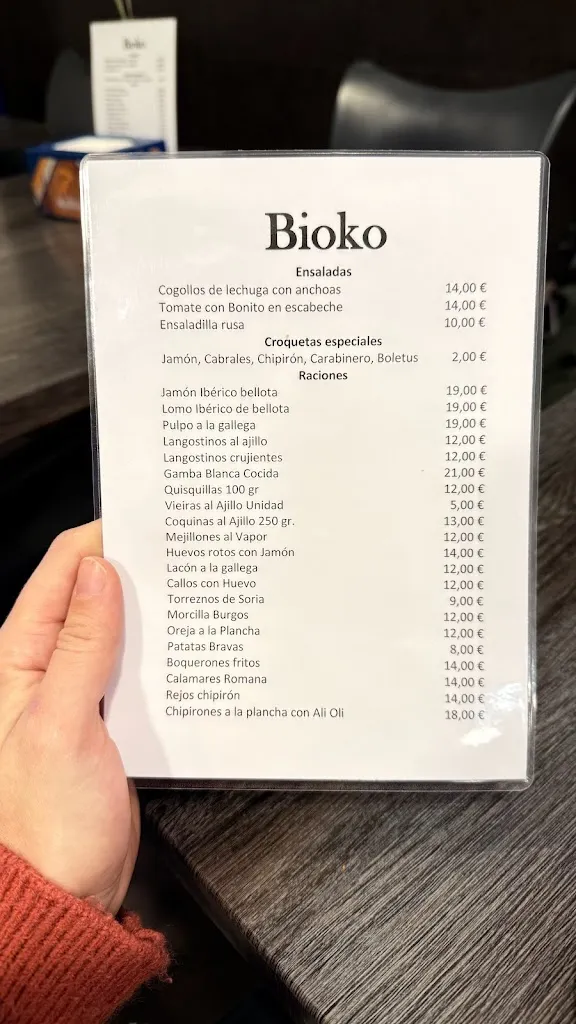 Bioko
Bioko
Ensaladas
Cogollos de lechuga con anchoas 14,00 €
Tomate con Bonito en escabeche 14,00 €
Ensaladilla rusa 10,00 €
Croquetas especiales
Jamón, Cabrales, Chipirón, Carabinero, Boletus 2,00 €
Raciones
Jamón Ibérico bellota 19,00 €
Lomo Ibérico de bellota 19,00 €
Pulpo a la gallega 19,00 €
Langostinos al ajillo 12,00 €
Langostinos crujientes 12,00 €
Gamba Blanca Cocida 21,00 €
Quisquillas 100 gr 12,00 €
Vieiras al Ajillo Unidad 5,00 €
Coquinas al Ajillo 250 gr. 13,00 €
Mejillones al Vapor 12,00 €
Huevos rotos con Jamón 14,00 €
Lacón a la gallega 12,00 €
Callos con Huevo 12,00 €
Torreznos de Soria 9,00 €
Morcilla Burgos 12,00 €
Oreja a la Plancha 12,00 €
Patatas Bravas 8,00 €
Boquerones fritos 14,00 €
Calamares Romana 14,00 €
Rejos chipirón 14,00 €
Chipirones a la plancha con Ali Oli 18,00 €